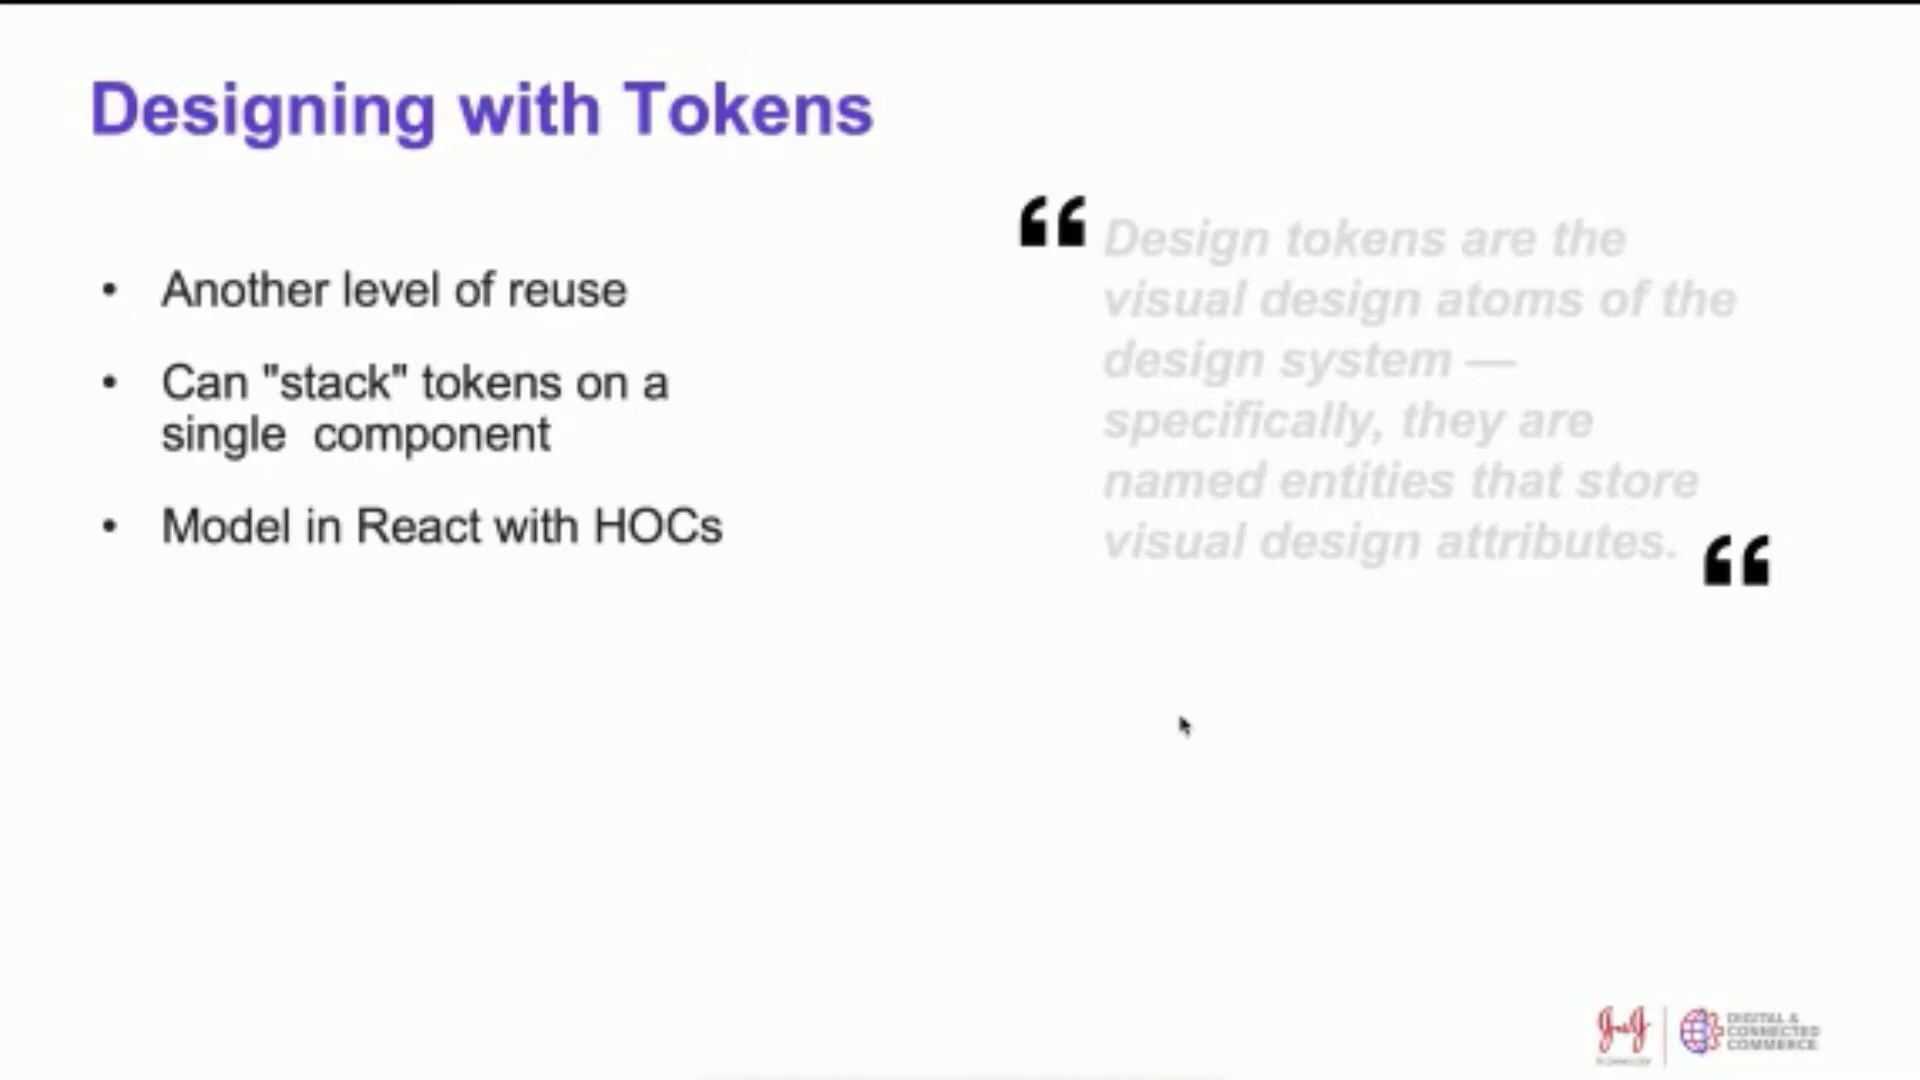 Designing with Tokens
• Another level of reuse
• Can "stack" tokens on a
single component
• Model in React with HOCs
“ Design tokens are the
visual design atoms of the
design system —
specifically, they are
named entities that store
visual design attributes. “
J&J
DIGITAL &
CONNECTED
COMMERCE